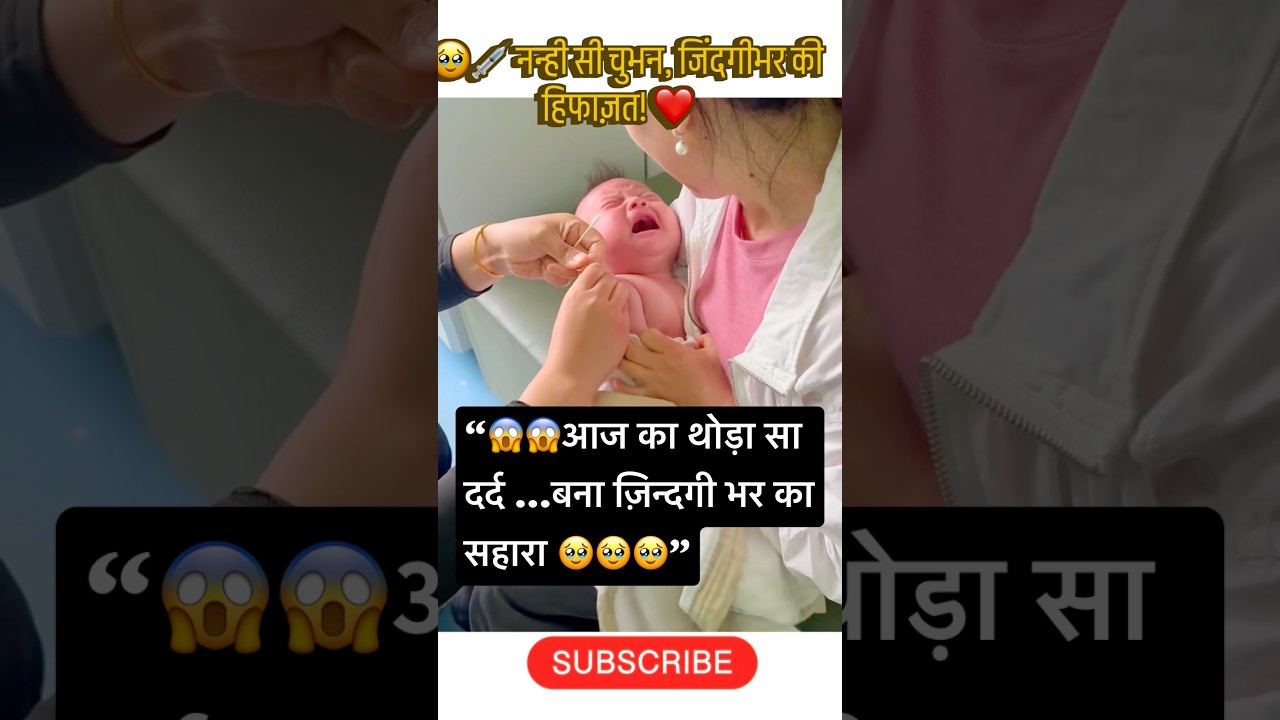 🥹💉 नन्ही सी चुभन, जिंदगीभर की
हिफाज़त!❤️
“😱😱आज का थोड़ा सा
दर्द ...बना ज़िन्दगी भर का
सहारा 🥹🥹🥹”
SUBSCRIBE
“😱😱
थोड़ा सा